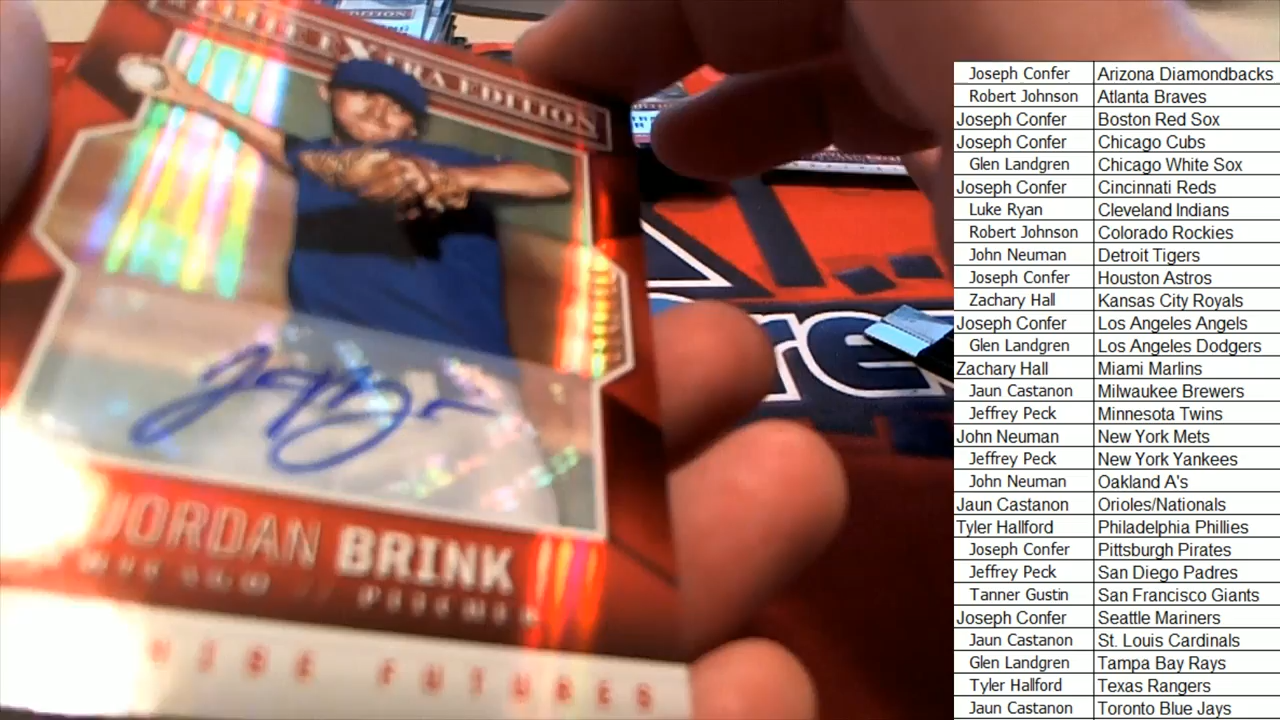 ELITE EXTRA EDITION
JORDAN BRINK
PITCHER
FUTURES
Joseph Confer Arizona Diamondbacks
Robert Johnson Atlanta Braves
Joseph Confer Boston Red Sox
Joseph Confer Chicago Cubs
Glen Landgren Chicago White Sox
Joseph Confer Cincinnati Reds
Luke Ryan Cleveland Indians
Robert Johnson Colorado Rockies
John Neuman Detroit Tigers
Joseph Confer Houston Astros
Zachary Hall Kansas City Royals
Joseph Confer Los Angeles Angels
Glen Landgren Los Angeles Dodgers
Zachary Hall Miami Marlins
Jaun Castanon Milwaukee Brewers
Jeffrey Peck Minnesota Twins
John Neuman New York Mets
Jeffrey Peck New York Yankees
John Neuman Oakland A's
Jaun Castanon Orioles/Nationals
Tyler Hallford Philadelphia Phillies
Joseph Confer Pittsburgh Pirates
Jeffrey Peck San Diego Padres
Tanner Gustin San Francisco Giants
Joseph Confer Seattle Mariners
Jaun Castanon St. Louis Cardinals
Glen Landgren Tampa Bay Rays
Tyler Hallford Texas Rangers
Jaun Castanon Toronto Blue Jays